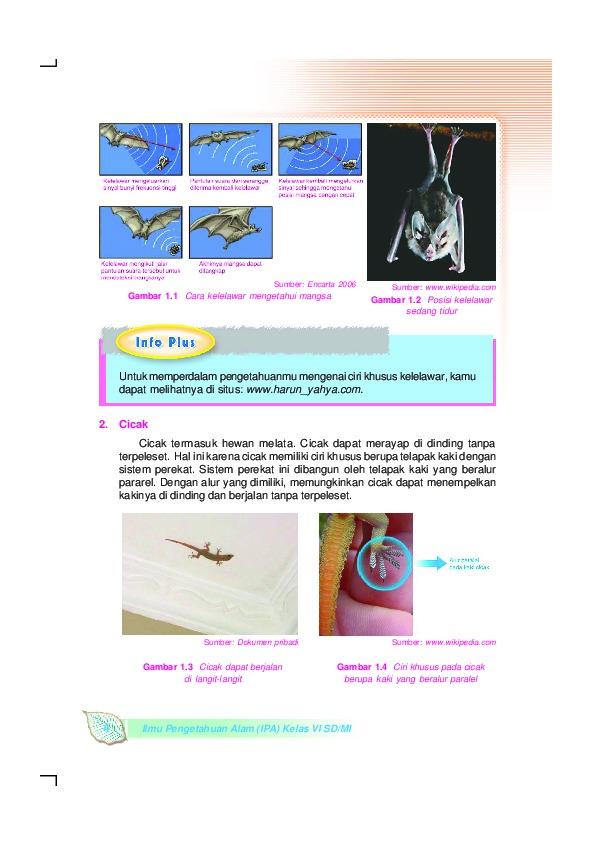 Kelelawar mengeluarkan
sinyal bunyi frekuensi tinggi
Pantulan suara dari serangga
diterima kembali kelelawar
Kelelawar kembali mengeluarkan
sinyal sehingga mengetahui
posisi mangsa dengan cepat
Kelelawar mengikuti jalur
pantulan suara tersebut untuk
mendeteksi mangsanya
Akhirnya mangsa dapat
ditangkap
Sumber: Encarta 2006
Gambar 1.1 Cara kelelawar mengetahui mangsa
Sumber: www.wikipedia.com
Gambar 1.2 Posisi kelelawar
sedang tidur
Info Plus
Untuk memperdalam pengetahuanmu mengenai ciri khusus kelelawar, kamu
dapat melihatnya di situs: www.harun_yahya.com.
2. Cicak
Cicak termasuk hewan melata. Cicak dapat merayap di dinding tanpa
terpeleset. Hal ini karena cicak memiliki ciri khusus berupa telapak kaki dengan
sistem perekat. Sistem perekat ini dibangun oleh telapak kaki yang beralur
pararel. Dengan alur yang dimiliki, memungkinkan cicak dapat menempelkan
kakinya di dinding dan berjalan tanpa terpeleset.
Alur paralel
pada kaki cicak
Sumber: Dokumen pribadi
Sumber: www.wikipedia.com
Gambar 1.3 Cicak dapat berjalan
di langit-langit
Gambar 1.4 Ciri khusus pada cicak
berupa kaki yang beralur paralel
Ilmu Pengetahuan Alam (IPA) Kelas VI SD/MI